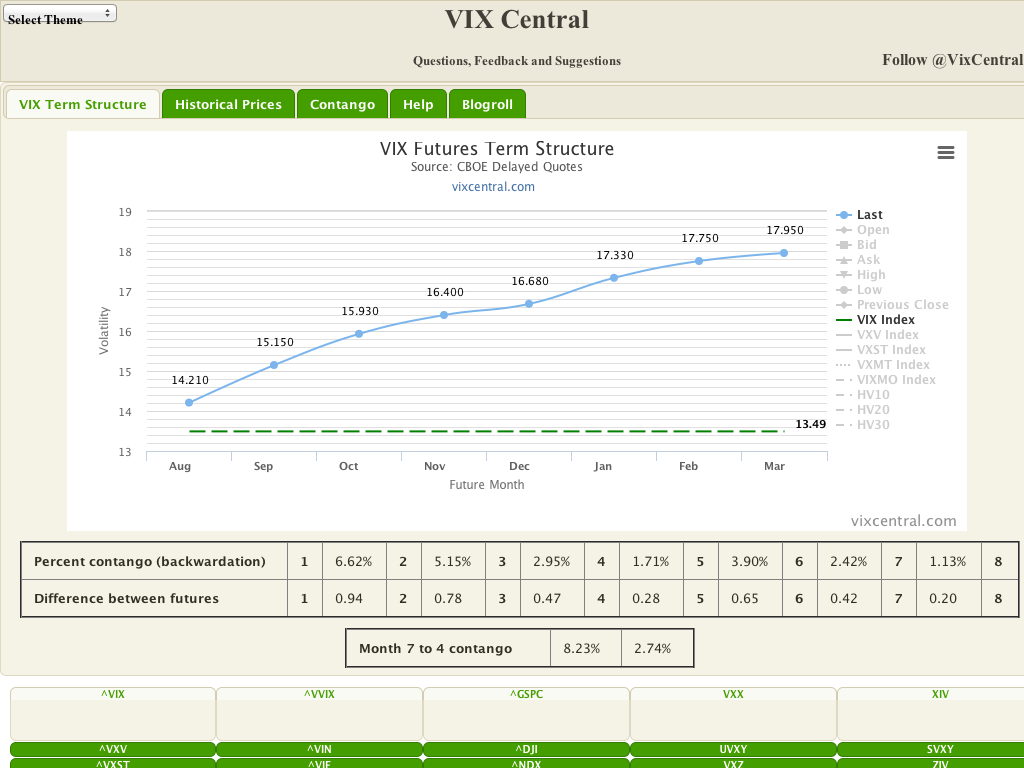 Select Theme
VIX Central
Questions, Feedback and Suggestions
Follow @VixCentral
VIX Term Structure Historical Prices Contango Help Blogroll
VIX Futures Term Structure
Source: CBOE Delayed Quotes
vixcentral.com
Volatility
19
18
17
16
15
14
13
14.210
15.150
15.930
16.400
16.680
17.330
17.750
17.950
13.49
Aug Sep Oct Nov Dec Jan Feb Mar
Future Month
Last
Open
Bid
Ask
High
Low
Previous Close
VIX Index
VXV Index
VXST Index
VXMT Index
VIXMO Index
HV10
HV20
HV30
vixcentral.com
Percent contango (backwardation) 1 6.62% 2 5.15% 3 2.95% 4 1.71% 5 3.90% 6 2.42% 7 1.13% 8
Difference between futures 1 0.94 2 0.78 3 0.47 4 0.28 5 0.65 6 0.42 7 0.20 8
Month 7 to 4 contango 8.23% 2.74%
^VIX ^VVIX ^GSPC VXX XIV
^VXV ^VIN ^DJI UVXY SVXY
^VXST ^VIF ^NDX VXZ ZIV